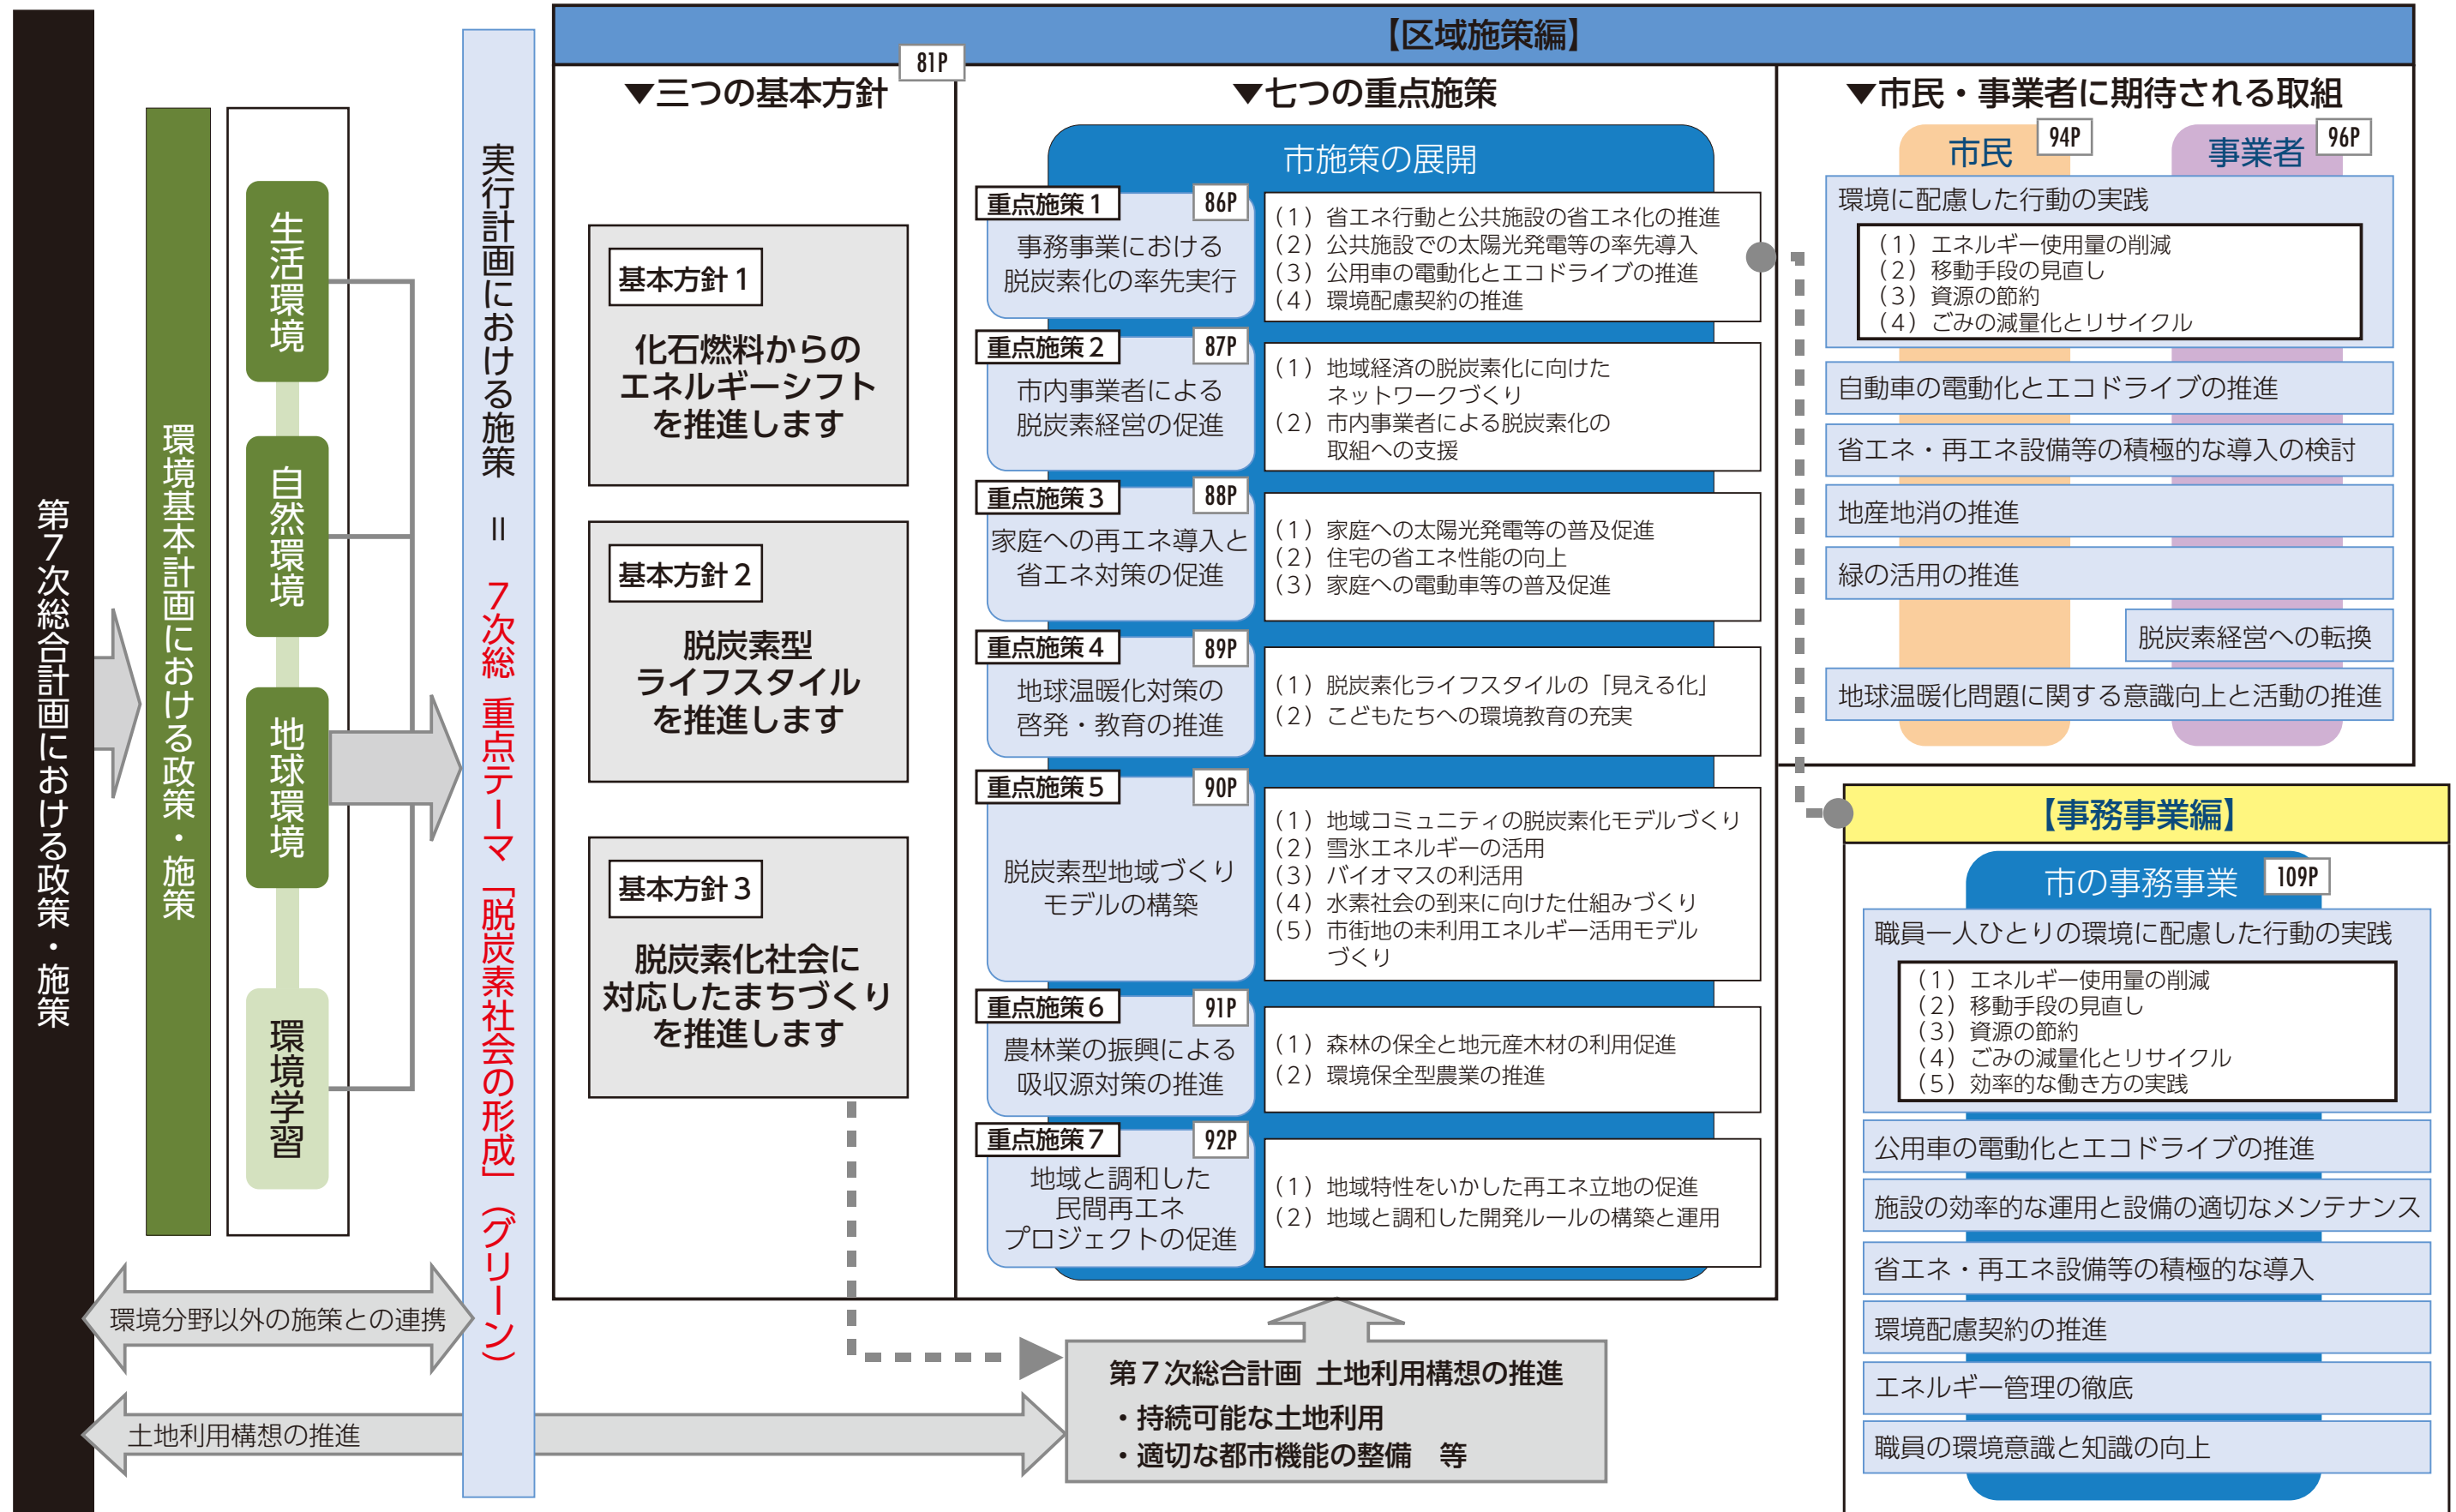 第７次総合計画における政策・施策
環境基本計画における政策・施策
生活環境
自然環境
地球環境
環境学習
実行計画における施策 ＝ ７次総 重点テーマ「脱炭素社会の形成」（グリーン）
環境分野以外の施策との連携
土地利用構想の推進
【区域施策編】
▼三つの基本方針
81P
基本方針１
化石燃料からの
エネルギーシフト
を推進します
基本方針２
脱炭素型
ライフスタイル
を推進します
基本方針３
脱炭素化社会に
対応したまちづくり
を推進します
▼七つの重点施策
市施策の展開
重点施策１
86P
事務事業における
脱炭素化の率先実行
（１）省エネ行動と公共施設の省エネ化の推進
（２）公共施設での太陽光発電等の率先導入
（３）公用車の電動化とエコドライブの推進
（４）環境配慮契約の推進
重点施策２
87P
市内事業者による
脱炭素経営の促進
（１）地域経済の脱炭素化に向けた
ネットワークづくり
（２）市内事業者による脱炭素化の
取組への支援
重点施策３
88P
家庭への再エネ導入と
省エネ対策の促進
（１）家庭への太陽光発電等の普及促進
（２）住宅の省エネ性能の向上
（３）家庭への電動車等の普及促進
重点施策４
89P
地球温暖化対策の
啓発・教育の推進
（１）脱炭素化ライフスタイルの「見える化」
（２）こどもたちへの環境教育の充実
重点施策５
90P
脱炭素型地域づくり
モデルの構築
（１）地域コミュニティの脱炭素化モデルづくり
（２）雪氷エネルギーの活用
（３）バイオマスの利活用
（４）水素社会の到来に向けた仕組みづくり
（５）市街地の未利用エネルギー活用モデル
づくり
重点施策６
91P
農林業の振興による
吸収源対策の推進
（１）森林の保全と地元産木材の利用促進
（２）環境保全型農業の推進
重点施策７
92P
地域と調和した
民間再エネ
プロジェクトの促進
（１）地域特性をいかした再エネ立地の促進
（２）地域と調和した開発ルールの構築と運用
第７次総合計画 土地利用構想の推進
・持続可能な土地利用
・適切な都市機能の整備　等
▼市民・事業者に期待される取組
市民
94P
事業者
96P
環境に配慮した行動の実践
（１）エネルギー使用量の削減
（２）移動手段の見直し
（３）資源の節約
（４）ごみの減量化とリサイクル
自動車の電動化とエコドライブの推進
省エネ・再エネ設備等の積極的な導入の検討
地産地消の推進
緑の活用の推進
脱炭素経営への転換
地球温暖化問題に関する意識向上と活動の推進
【事務事業編】
市の事務事業
109P
職員一人ひとりの環境に配慮した行動の実践
（１）エネルギー使用量の削減
（２）移動手段の見直し
（３）資源の節約
（４）ごみの減量化とリサイクル
（５）効率的な働き方の実践
公用車の電動化とエコドライブの推進
施設の効率的な運用と設備の適切なメンテナンス
省エネ・再エネ設備等の積極的な導入
環境配慮契約の推進
エネルギー管理の徹底
職員の環境意識と知識の向上